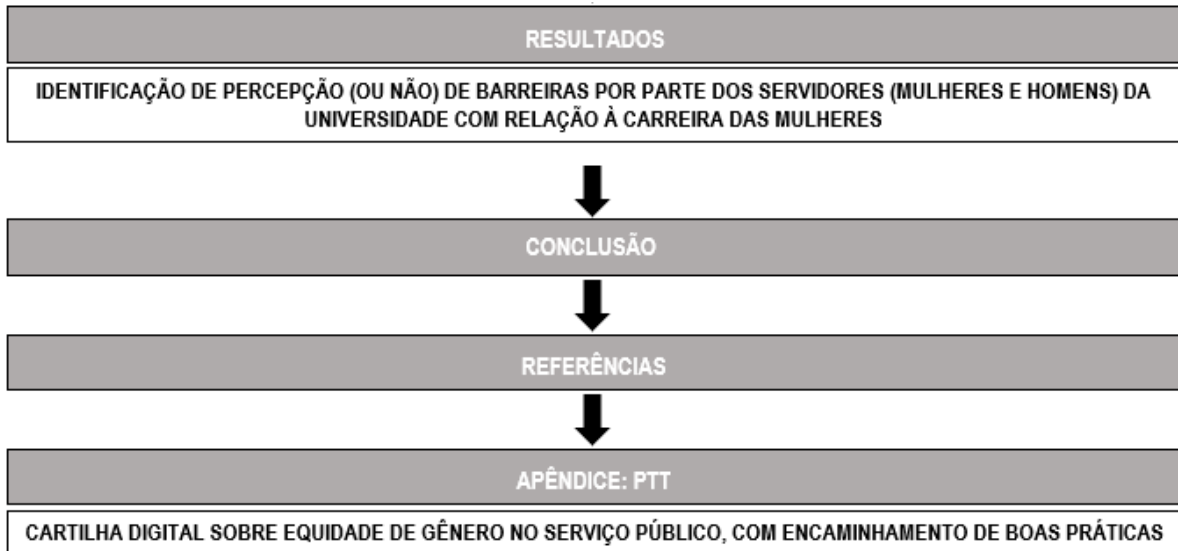 RESULTADOS
IDENTIFICAÇÃO DE PERCEPÇÃO (OU NÃO) DE BARREIRAS POR PARTE DOS SERVIDORES (MULHERES E HOMENS) DA
UNIVERSIDADE COM RELAÇÃO À CARREIRA DAS MULHERES
CONCLUSÃO
REFERÊNCIAS
APÊNDICE: PTT
CARTILHA DIGITAL SOBRE EQUIDADE DE GÊNERO NO SERVIÇO PÚBLICO, COM ENCAMINHAMENTO DE BOAS PRÁTICAS